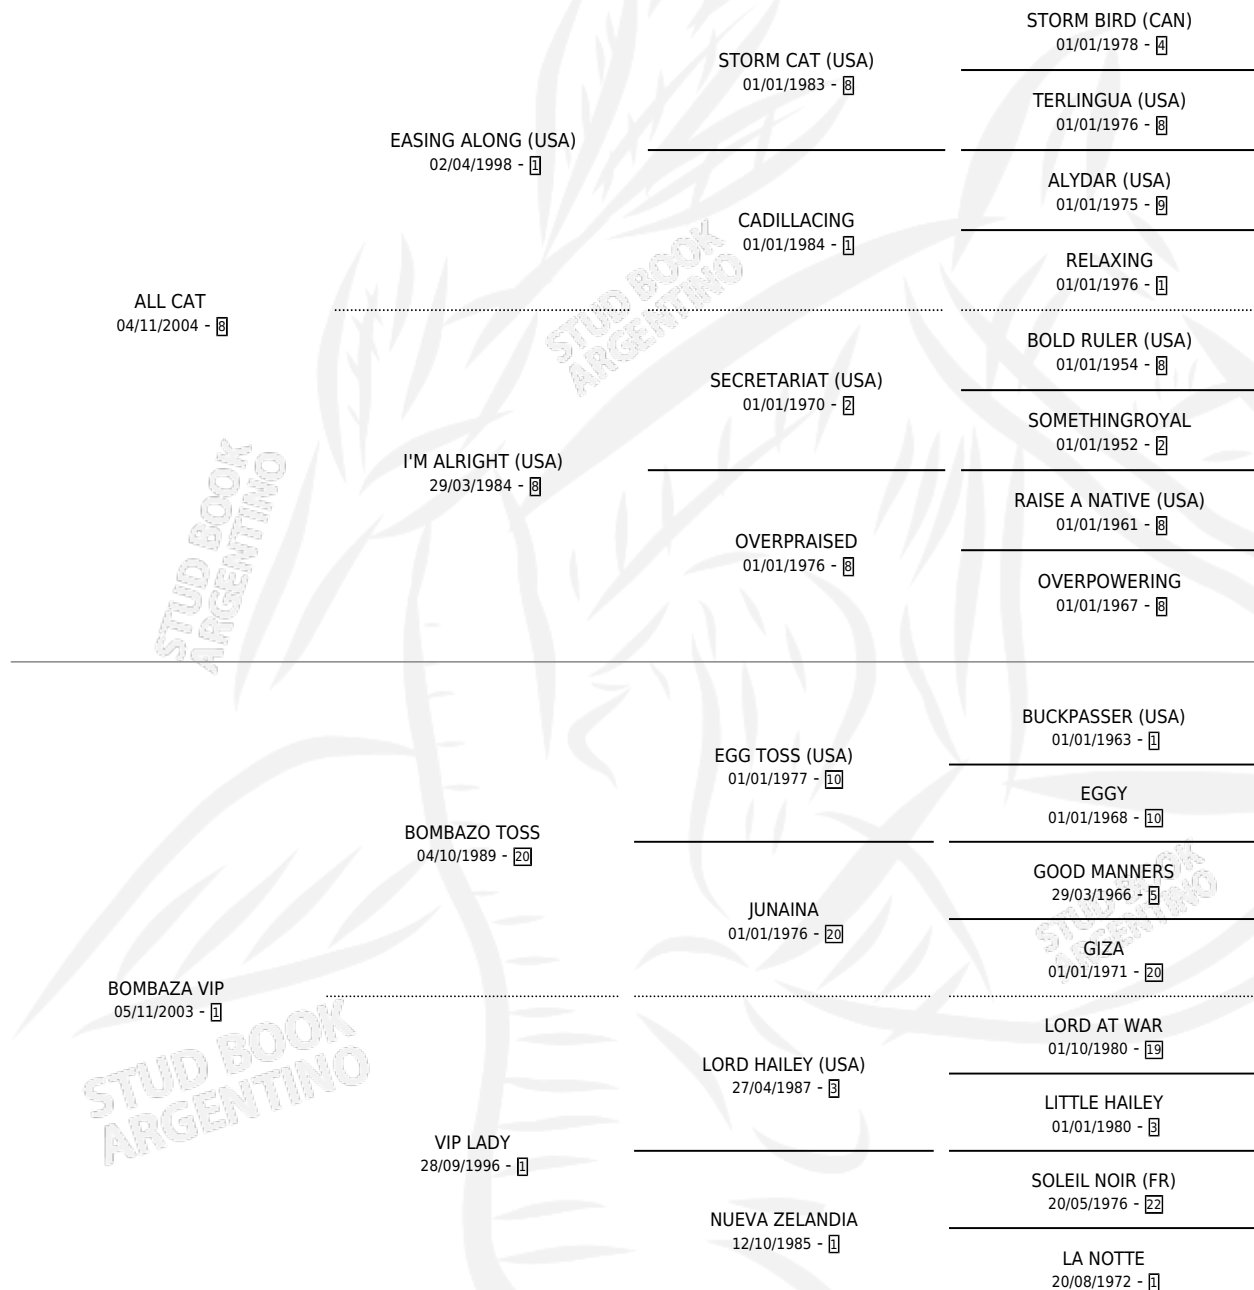 STORM BIRD (CAN)
01/01/1978 - 4
STORM CAT (USA)
01/01/1983 - 8
TERLINGUA (USA)
01/01/1976 - 8
EASING ALONG (USA)
02/04/1998 - 1
ALYDAR (USA)
01/01/1975 - 9
CADILLACING
01/01/1984 - 1
RELAXING
01/01/1976 - 1
ALL CAT
04/11/2004 - 8
BOLD RULER (USA)
01/01/1954 - 8
SECRETARIAT (USA)
01/01/1970 - 2
SOMETHINGROYAL
01/01/1952 - 2
I'M ALRIGHT (USA)
29/03/1984 - 8
RAISE A NATIVE (USA)
01/01/1961 - 8
OVERPRAISED
01/01/1976 - 8
OVERPOWERING
01/01/1967 - 8
BUCKPASSER (USA)
01/01/1963 - 1
EGG TOSS (USA)
01/01/1977 - 10
EGGY
01/01/1968 - 10
BOMBAZO TOSS
04/10/1989 - 20
GOOD MANNERS
29/03/1966 - 5
JUNAINA
01/01/1976 - 20
GIZA
01/01/1971 - 20
BOMBAZA VIP
05/11/2003 - 1
LORD AT WAR
01/10/1980 - 19
LORD HAILEY (USA)
27/04/1987 - 3
LITTLE HAILEY
01/01/1980 - 3
VIP LADY
28/09/1996 - 1
SOLEIL NOIR (FR)
20/05/1976 - 22
NUEVA ZELANDIA
12/10/1985 - 1
LA NOTTE
20/08/1972 - 1
STUD BOOK
ARGENTINO
STUD BOOK
ARGENTINO
STUD BOOK
ARGENTINO
STUD BOOK
ARGENTINO